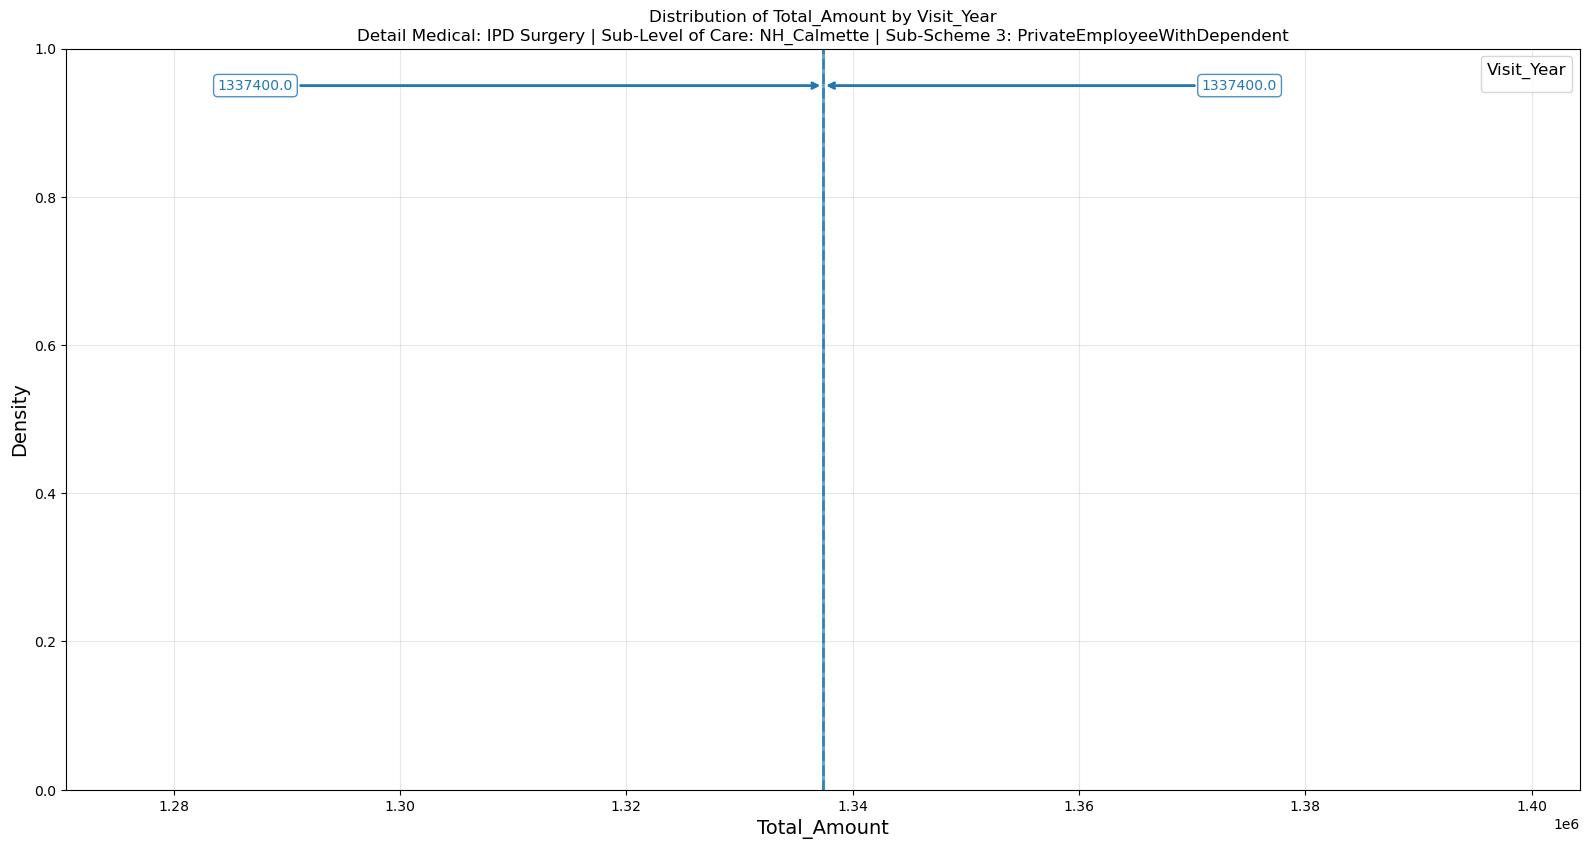 Distribution of Total_Amount by Visit_Year
Detail Medical: IPD Surgery | Sub-Level of Care: NH_Calmette | Sub-Scheme 3: PrivateEmployeeWithDependent
1.0
1337400.0
1337400.0
Visit_Year
0.8
0.6
Density
0.4
0.2
0.0
1.28
1.30
1.32
1.34
1.36
1.38
1.40
1e6
Total_Amount